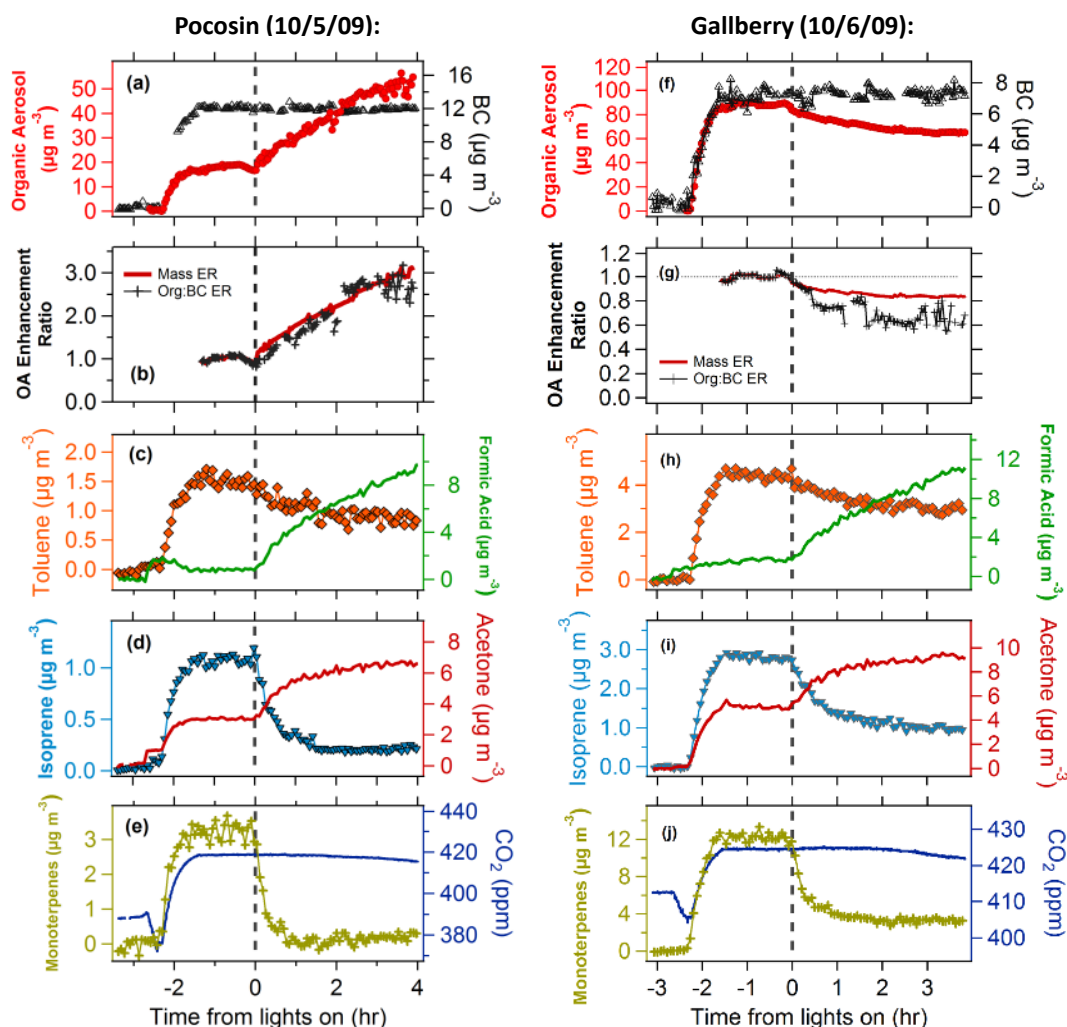 Pocosin (10/5/09):
Gallberry (10/6/09):
(a)
Organic Aerosol
(µg m⁻³)
50
40
30
20
10
0
BC (µg m⁻³)
16
12
8
4
0
(f)
Organic Aerosol
(µg m⁻³)
120
100
80
60
40
20
0
BC (µg m⁻³)
8
6
4
2
0
OA Enhancement
Ratio
3.0
2.0
1.0
0.0
Mass ER
Org:BC ER
(b)
OA Enhancement
Ratio
1.2
1.0
0.8
0.6
0.4
0.2
0.0
(g)
Mass ER
Org:BC ER
(c)
Toluene (µg m⁻³)
2.0
1.5
1.0
0.5
0.0
Formic Acid (µg m⁻³)
8
4
0
(h)
Toluene (µg m⁻³)
4
2
0
Formic Acid (µg m⁻³)
12
8
4
0
(d)
Isoprene (µg m⁻³)
1.0
0.5
0.0
Acetone (µg m⁻³)
8
6
4
2
0
(i)
Isoprene (µg m⁻³)
3.0
2.0
1.0
0.0
Acetone (µg m⁻³)
10
8
6
4
2
0
(e)
Monoterpenes (µg m⁻³)
3
2
1
0
CO₂ (ppm)
440
420
400
380
(j)
Monoterpenes (µg m⁻³)
12
8
4
0
CO₂ (ppm)
430
420
410
400
-2 0 2 4
Time from lights on (hr)
-3 -2 -1 0 1 2 3
Time from lights on (hr)